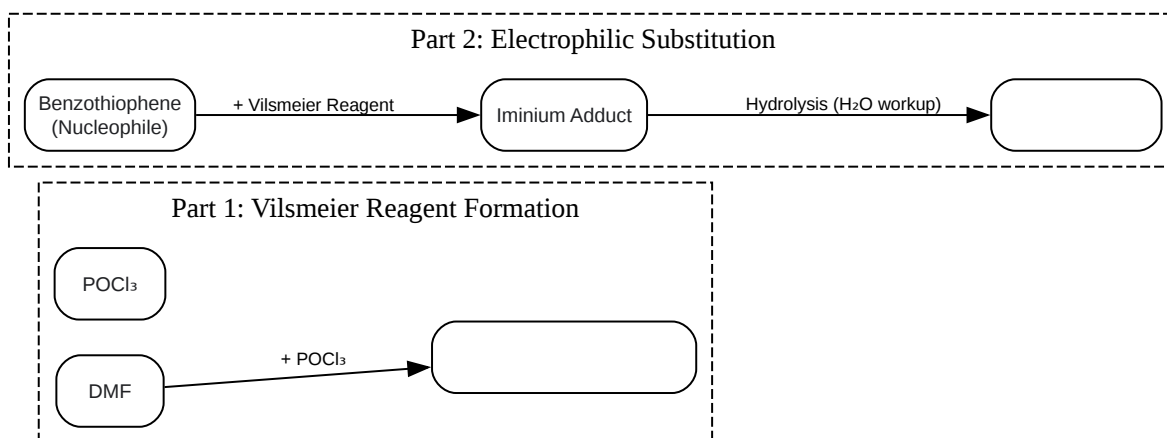 Part 2: Electrophilic Substitution
Benzothiophene
(Nucleophile)
+ Vilsmeier Reagent
Iminium Adduct
Hydrolysis (H₂O workup)
Part 1: Vilsmeier Reagent Formation
POCl₃
DMF
+ POCl₃